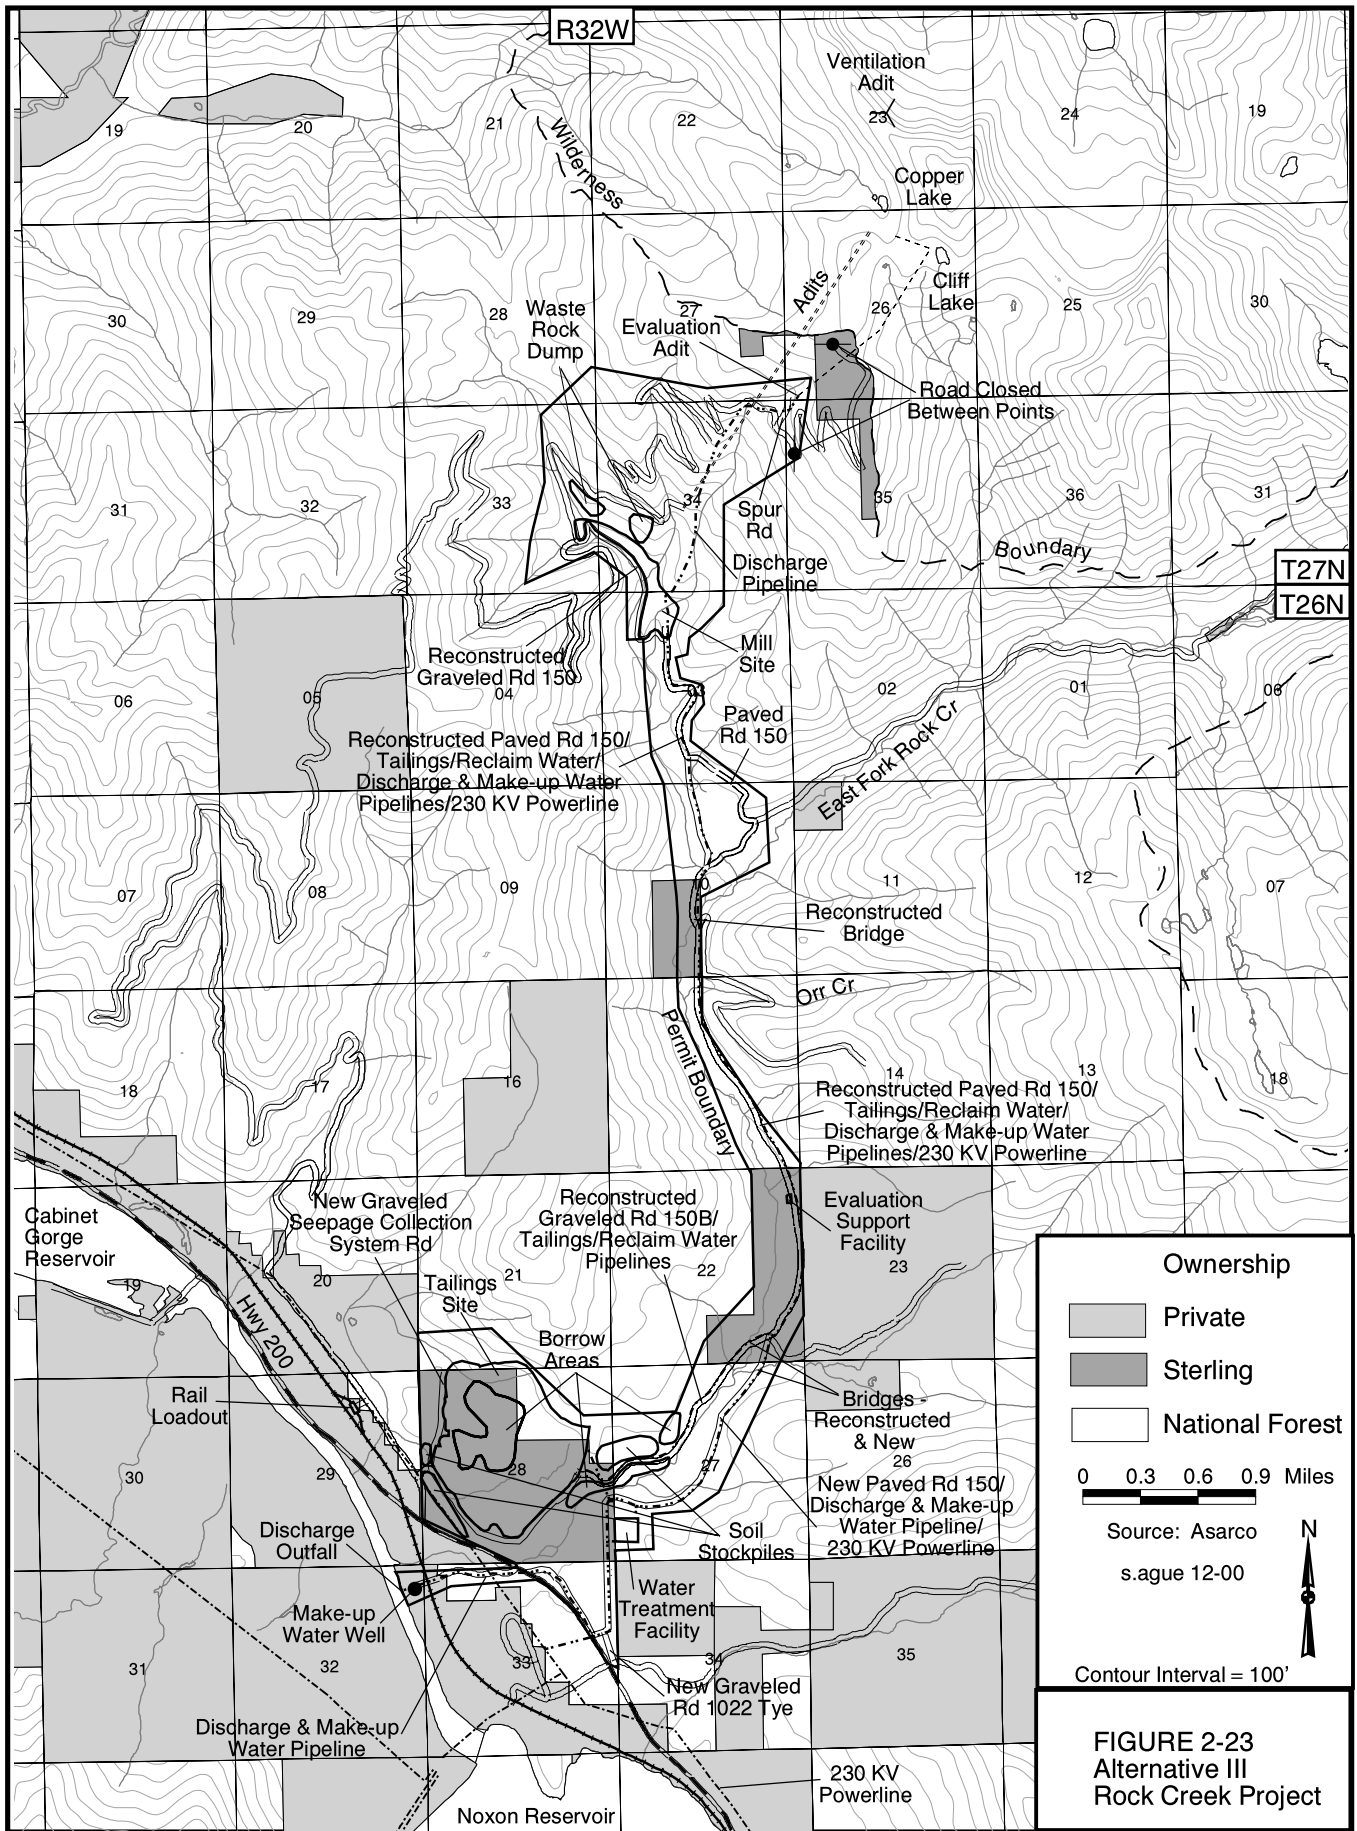 R32W
Ventilation
Adit
19
20
21
22
23
24
19
Wilderness
Copper
Lake
Cliff
Lake
Adits
30
29
28
27
26
25
30
Waste
Rock
Dump
Evaluation
Adit
Road Closed
Between Points
31
32
33
34
35
36
31
Spur
Rd
Discharge
Pipeline
Boundary
T27N
T26N
Mill
Site
Reconstructed
Graveled Rd 150
06
05
04
03
02
01
06
Paved
Rd 150
Reconstructed Paved Rd 150/
Tailings/Reclaim Water/
Discharge & Make-up Water
Pipelines/230 KV Powerline
East Fork Rock Cr
07
08
09
10
11
12
07
Reconstructed
Bridge
Orr Cr
Permit Boundary
18
17
16
14
13
18
Reconstructed Paved Rd 150/
Tailings/Reclaim Water/
Discharge & Make-up Water
Pipelines/230 KV Powerline
Cabinet
Gorge
Reservoir
New Graveled
Seepage Collection
System Rd
Reconstructed
Graveled Rd 150B/
Tailings/Reclaim Water
Pipelines
Evaluation
Support
Facility
19
20
21
22
23
Hwy 200
Tailings
Site
Borrow
Areas
Rail
Loadout
Bridges -
Reconstructed
& New
30
29
28
27
26
New Paved Rd 150/
Discharge & Make-up
Water Pipeline/
230 KV Powerline
Discharge
Outfall
Soil
Stockpiles
Make-up
Water Well
Water
Treatment
Facility
31
32
33
34
35
New Graveled
Rd 1022 Tye
Discharge & Make-up
Water Pipeline
230 KV
Powerline
Noxon Reservoir
Ownership
Private
Sterling
National Forest
0 0.3 0.6 0.9 Miles
Source: Asarco
N
s.ague 12-00
Contour Interval = 100'
FIGURE 2-23
Alternative III
Rock Creek Project